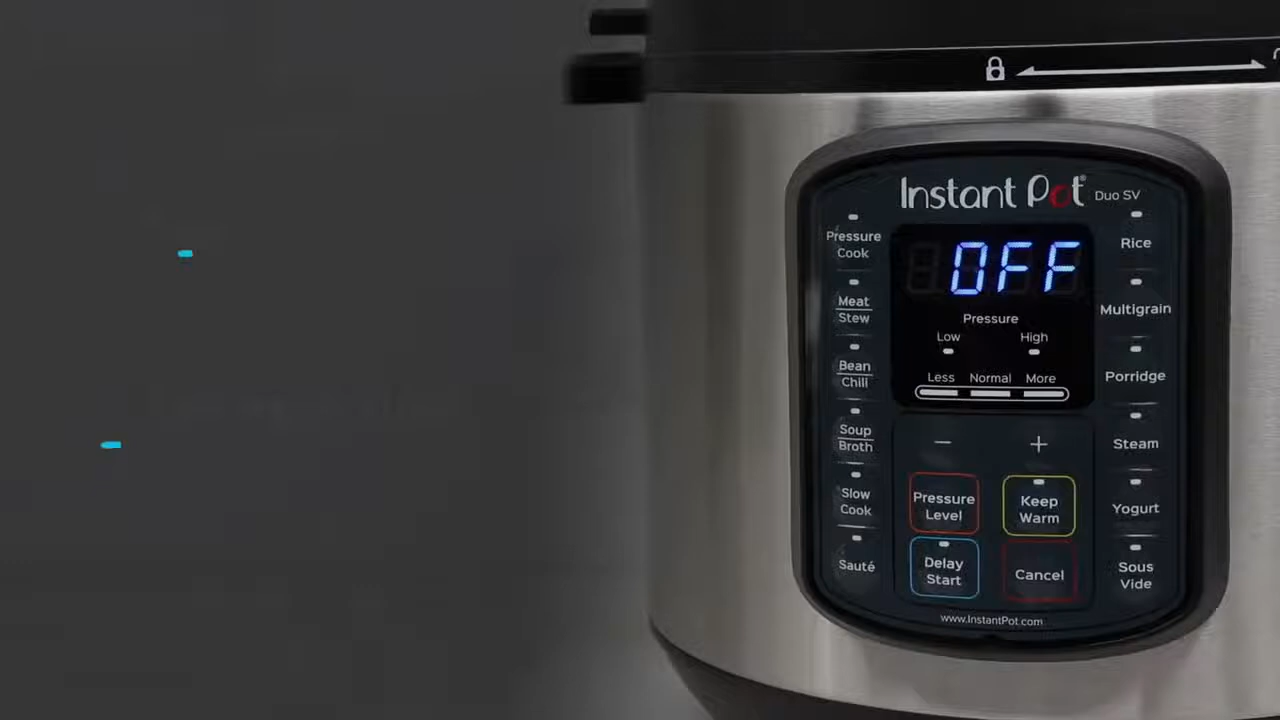 Instant Pot® Duo SV
OFF
Pressure
Low High
Less Normal More
Pressure
Cook
Meat
Stew
Bean
Chili
Soup
Broth
Slow
Cook
Sauté
Rice
Multigrain
Porridge
Steam
Yogurt
Sous
Vide
− +
Pressure
Level
Keep
Warm
Delay
Start
Cancel
www.InstantPot.com